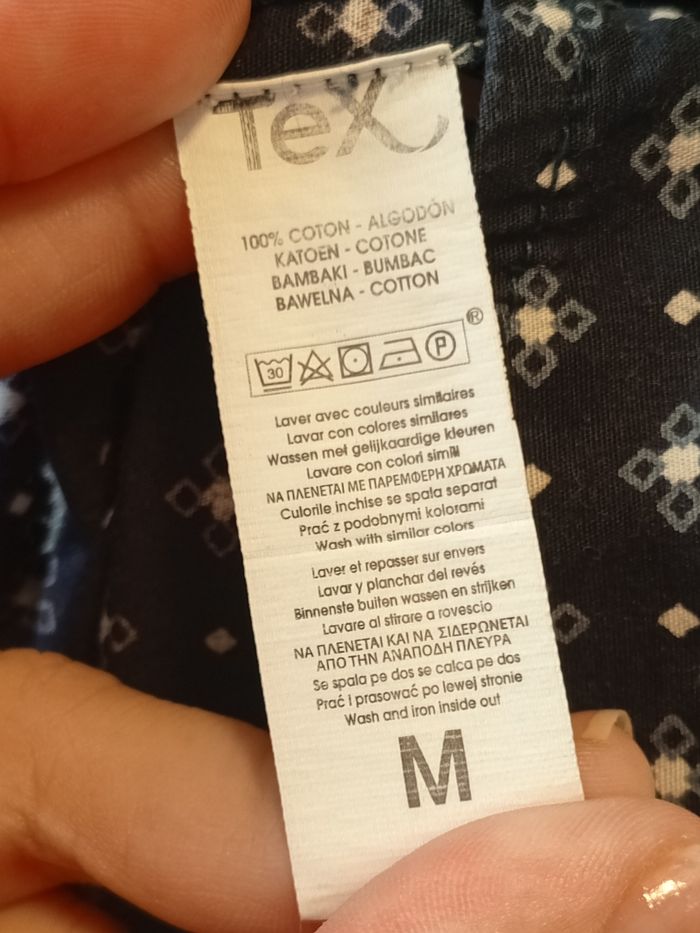 Tex
100% COTON - ALGODÓN
KATOEN - COTONE
BAMBAKI - BUMBAC
BAWELNA - COTTON
®
30 P
Laver avec couleurs similaires
Lavar con colores similares
Wassen met gelijkaardige kleuren
Lavare con colori simili
ΝΑ ΠΛΕΝΕΤΑΙ ΜΕ ΠΑΡΕΜΦΕΡΗ ΧΡΩΜΑΤΑ
Culorile inchise se spala separat
Prać z podobnymi kolorami
Wash with similar colors
Laver et repasser sur envers
Lavar y planchar del revés
Binnenste buiten wassen en strijken
Lavare al stirare a rovescio
ΝΑ ΠΛΕΝΕΤΑΙ ΚΑΙ ΝΑ ΣΙΔΕΡΩΝΕΤΑΙ
ΑΠΟ ΤΗΝ ΑΝΑΠΟΔΗ ΠΛΕΥΡΑ
Se spala pe dos se calca pe dos
Prać i prasować po lewej stronie
Wash and iron inside out
M